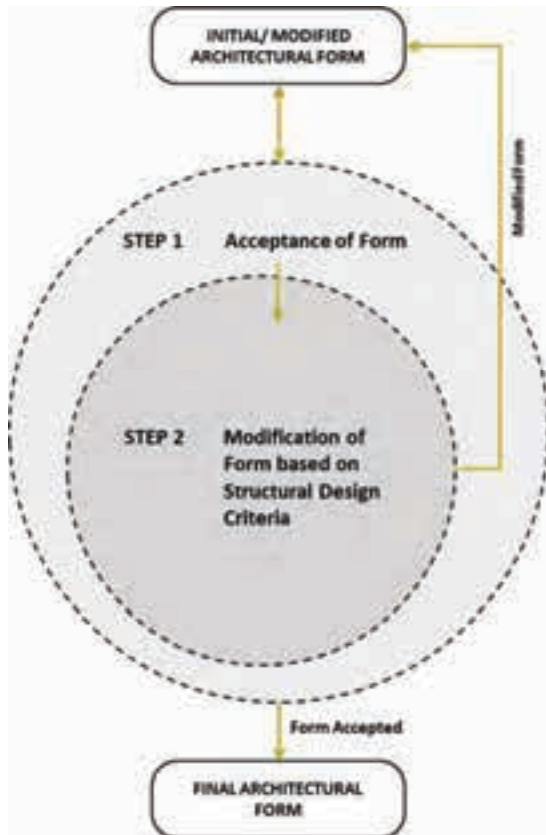 INITIAL/ MODIFIED
ARCHITECTURAL FORM
Modified Form
STEP 1 Acceptance of Form
STEP 2 Modification of
Form based on
Structural Design
Criteria
Form Accepted
FINAL ARCHITECTURAL
FORM